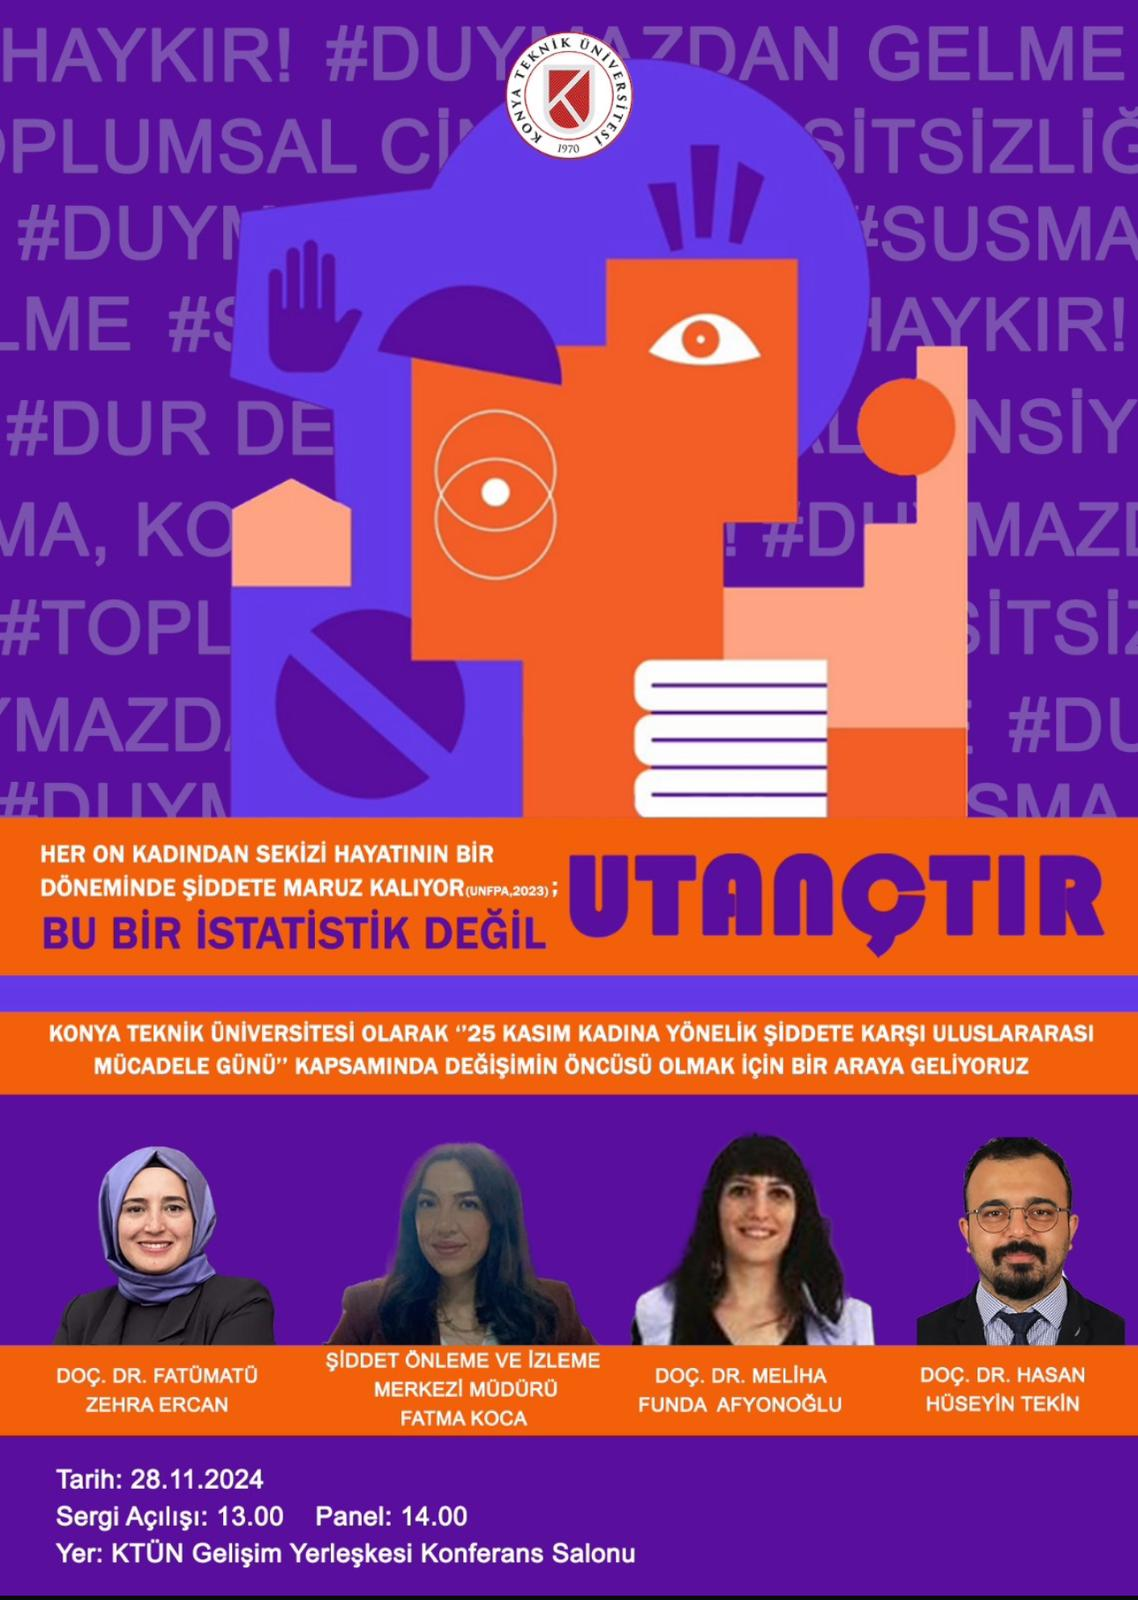 HAYKIR! #DUYMAZDAN GELME
KONYA TEKNİK ÜNİVERSİTESİ
1970
OPLUMSAL Cİ SİTSİZLİĞ
#DUYM #SUSMA
LME #S HAYKIR!
#DUR DE NSİY
MA, KO ! #DUYMAZD
#TOPL SİTSİZ
YMAZDA #DU
#DUYM SMA
HER ON KADINDAN SEKİZİ HAYATININ BİR
DÖNEMİNDE ŞİDDETE MARUZ KALIYOR(UNFPA,2023) ;
BU BİR İSTATİSTİK DEĞİL UTANÇTIR
KONYA TEKNİK ÜNİVERSİTESİ OLARAK ‘’25 KASIM KADINA YÖNELİK ŞİDDETE KARŞI ULUSLARARASI
MÜCADELE GÜNÜ’’ KAPSAMINDA DEĞİŞİMİN ÖNCÜSÜ OLMAK İÇİN BİR ARAYA GELİYORUZ
DOÇ. DR. FATÜMATÜ
ZEHRA ERCAN
ŞİDDET ÖNLEME VE İZLEME
MERKEZİ MÜDÜRÜ
FATMA KOCA
DOÇ. DR. MELİHA
FUNDA AFYONOĞLU
DOÇ. DR. HASAN
HÜSEYİN TEKİN
Tarih: 28.11.2024
Sergi Açılışı: 13.00 Panel: 14.00
Yer: KTÜN Gelişim Yerleşkesi Konferans Salonu